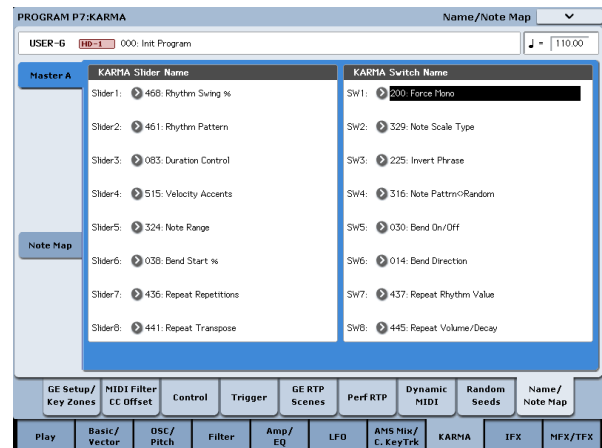 PROGRAM P7:KARMA Name/Note Map
USER-G HD-1 000: Init Program ♩ = 110.00
Master A
Note Map
KARMA Slider Name
Slider1: 468: Rhythm Swing %
Slider2: 461: Rhythm Pattern
Slider3: 083: Duration Control
Slider4: 515: Velocity Accents
Slider5: 324: Note Range
Slider6: 038: Bend Start %
Slider7: 436: Repeat Repetitions
Slider8: 441: Repeat Transpose
KARMA Switch Name
SW1: 200: Force Mono
SW2: 329: Note Scale Type
SW3: 225: Invert Phrase
SW4: 316: Note Pattrn<>Random
SW5: 030: Bend On/Off
SW6: 014: Bend Direction
SW7: 437: Repeat Rhythm Value
SW8: 445: Repeat Volume/Decay
GE Setup/
Key Zones
MIDI Filter
CC Offset
Control
Trigger
GE RTP
Scenes
Perf RTP
Dynamic
MIDI
Random
Seeds
Name/
Note Map
Play
Basic/
Vector
OSC/
Pitch
Filter
Amp/
EQ
LFO
AMS Mix/
C. KeyTrk
KARMA
IFX
MFX/TFX